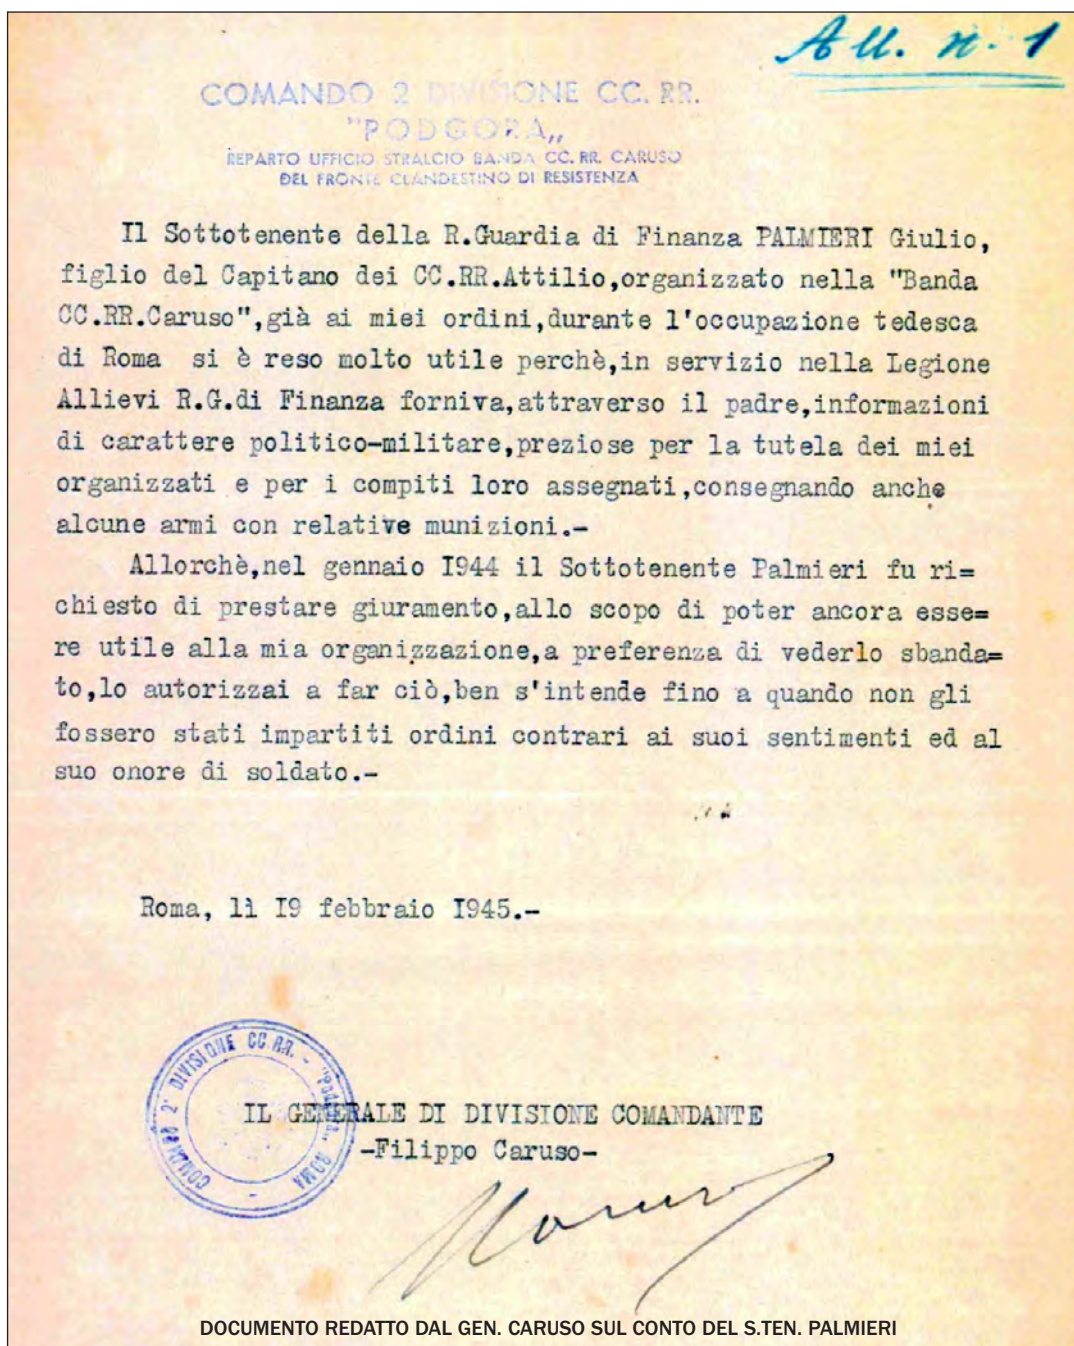 All. n. 1
COMANDO 2 DIVISIONE CC. RR.
"PODGORA„
REPARTO UFFICIO STRALCIO BANDA CC. RR. CARUSO
DEL FRONTE CLANDESTINO DI RESISTENZA
Il Sottotenente della R.Guardia di Finanza PALMIERI Giulio,
figlio del Capitano dei CC.RR.Attilio,organizzato nella "Banda
CC.RR.Caruso",già ai miei ordini,durante l'occupazione tedesca
di Roma si è reso molto utile perchè,in servizio nella Legione
Allievi R.G.di Finanza forniva,attraverso il padre,informazioni
di carattere politico-militare,preziose per la tutela dei miei
organizzati e per i compiti loro assegnati,consegnando anche
alcune armi con relative munizioni.-
Allorchè,nel gennaio I944 il Sottotenente Palmieri fu ri=
chiesto di prestare giuramento,allo scopo di poter ancora esse=
re utile alla mia organizzazione,a preferenza di vederlo sbanda=
to,lo autorizzai a far ciò,ben s'intende fino a quando non gli
fossero stati impartiti ordini contrari ai suoi sentimenti ed al
suo onore di soldato.-
Roma, lì I9 febbraio I945.-
COMANDO 2ª DIVISIONE CC.RR. - "PODGORA„ ROMA -
IL GENERALE DI DIVISIONE COMANDANTE
-Filippo Caruso-
DOCUMENTO REDATTO DAL GEN. CARUSO SUL CONTO DEL S.TEN. PALMIERI